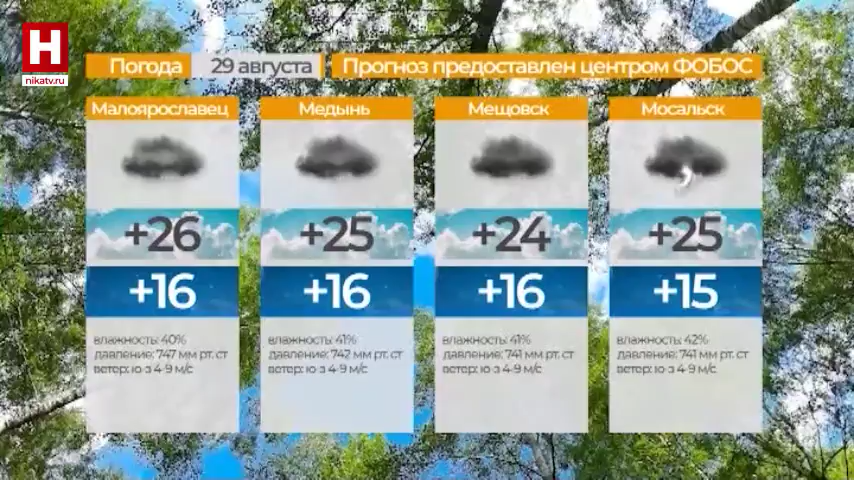 Н
nikatv.ru
Погода 29 августа Прогноз предоставлен центром ФОБОС
Малоярославец
+26
+16
влажность: 40%
давление: 747 мм рт. ст
ветер: ю-з 4-9 м/с
Медынь
+25
+16
влажность: 41%
давление: 742 мм рт. ст
ветер: ю-з 4-9 м/с
Мещовск
+24
+16
влажность: 41%
давление: 741 мм рт. ст
ветер: ю-з 4-9 м/с
Мосальск
+25
+15
влажность: 42%
давление: 741 мм рт. ст
ветер: ю-з 4-9 м/с